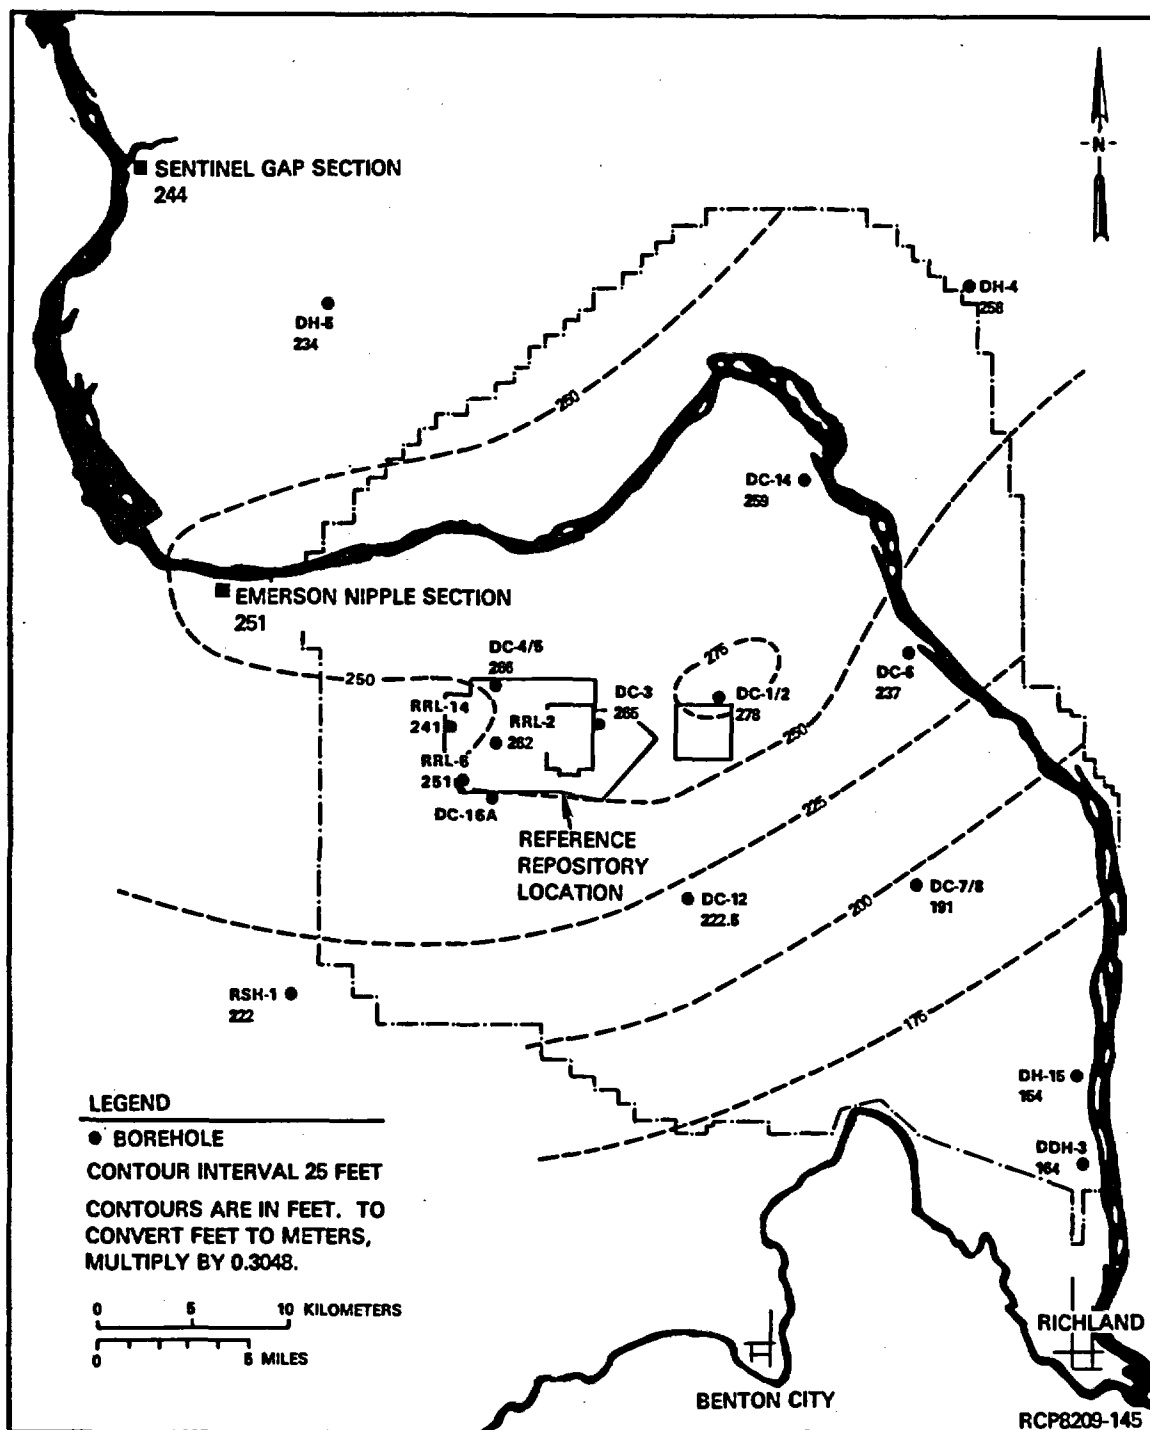 N
SENTINEL GAP SECTION
244
DH-4
258
DH-5
234
250
DC-14
259
EMERSON NIPPLE SECTION
251
275
DC-4/5
266
DC-6
237
250
DC-3
265
DC-1/2
278
RRL-14
241
RRL-2
262
250
RRL-6
251
DC-16A
225
REFERENCE
REPOSITORY
LOCATION
DC-12
222.5
200
DC-7/8
191
RSH-1
222
175
DH-15
154
LEGEND
BOREHOLE
CONTOUR INTERVAL 25 FEET
CONTOURS ARE IN FEET. TO
CONVERT FEET TO METERS,
MULTIPLY BY 0.3048.
DDH-3
164
0 5 10 KILOMETERS
0 5 MILES
RICHLAND
BENTON CITY
RCP8209-145